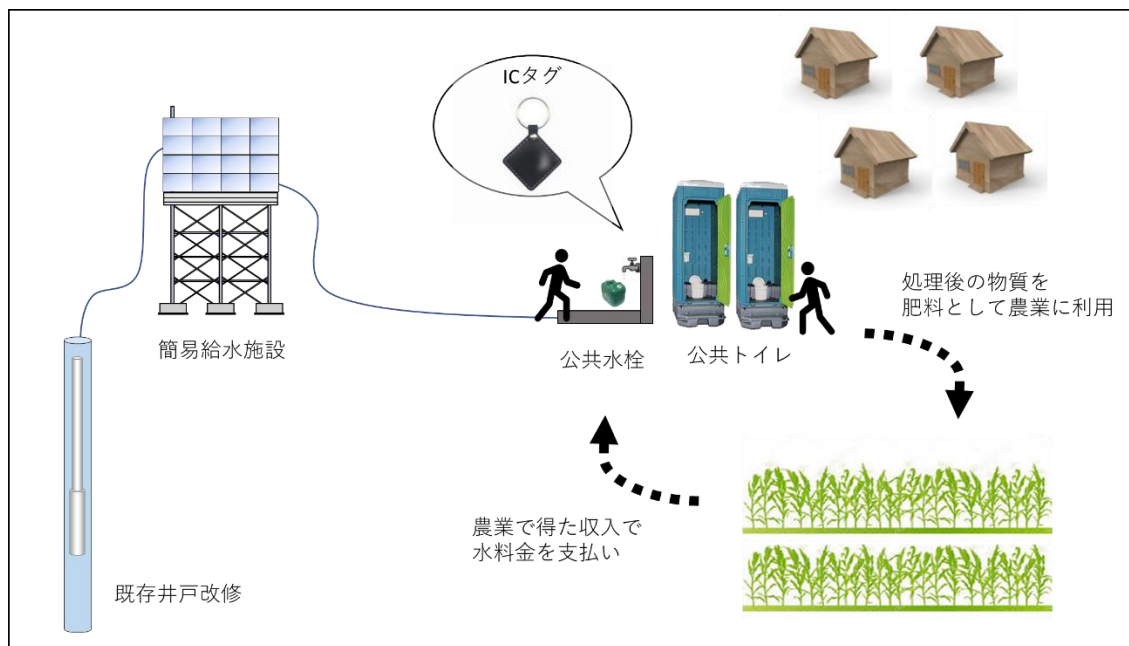 ICタグ
簡易給水施設
公共水栓
公共トイレ
処理後の物質を
肥料として農業に利用
農業で得た収入で
水料金を支払い
既存井戸改修